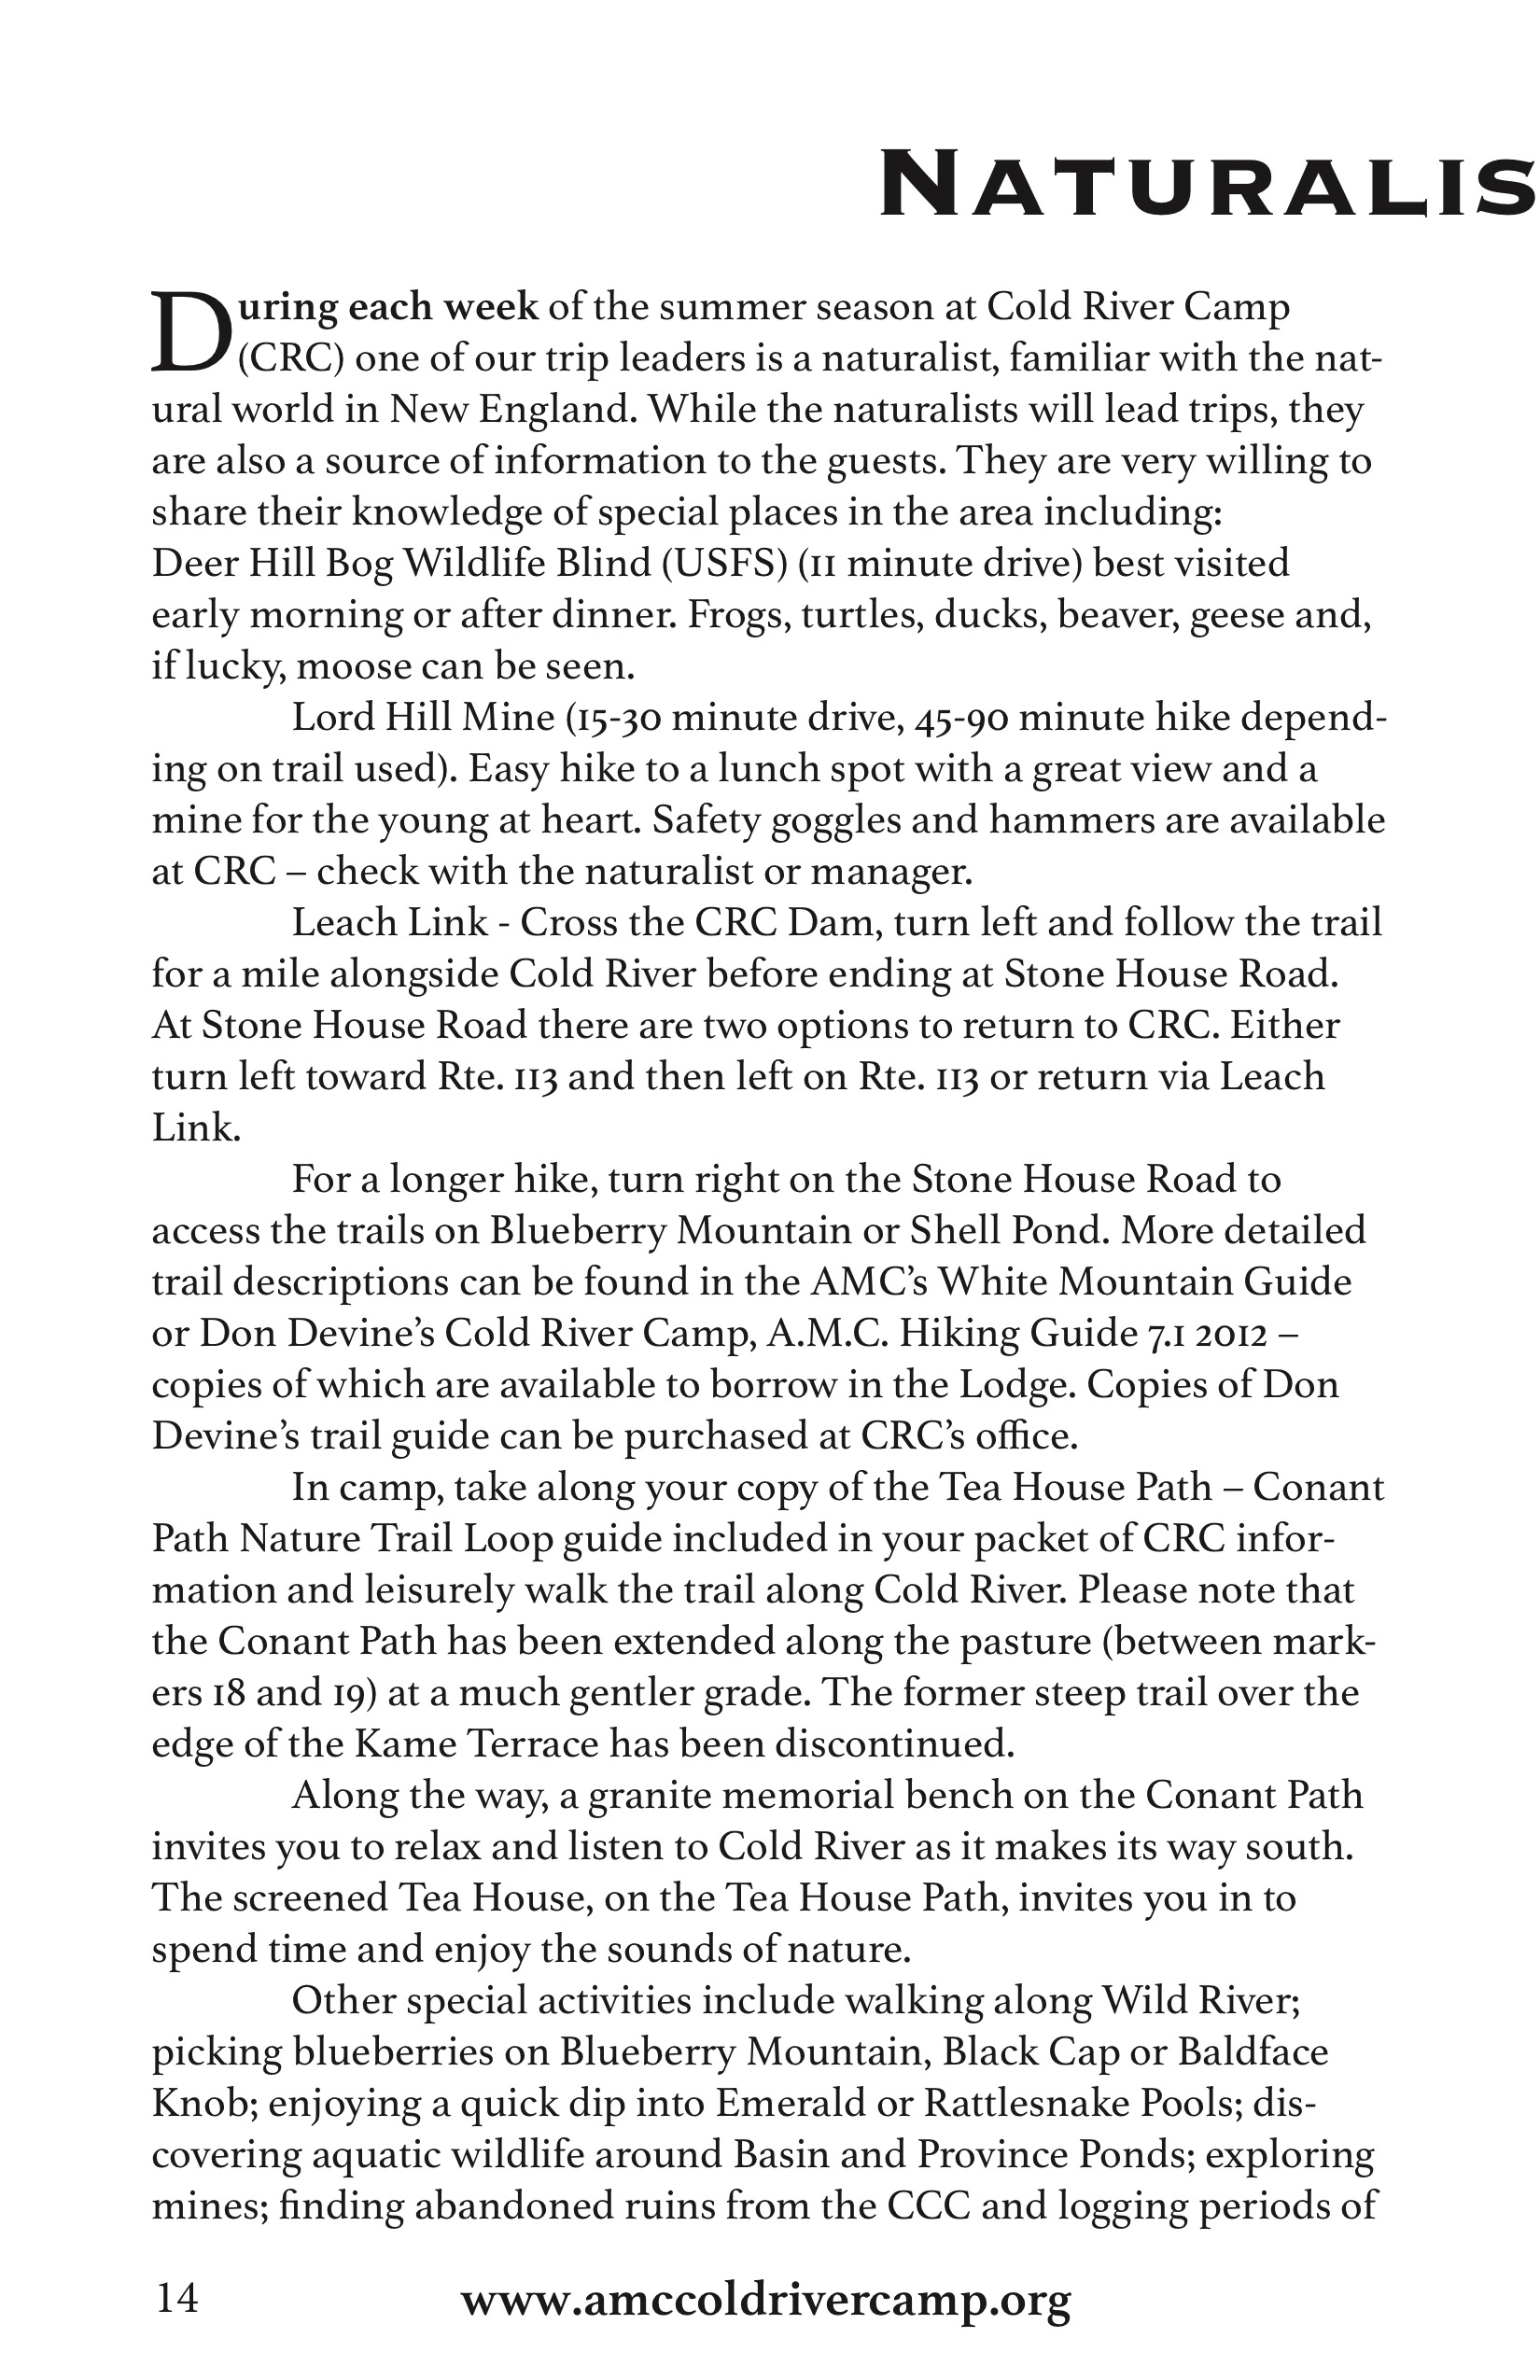 NATURALIS
During each week of the summer season at Cold River Camp
(CRC) one of our trip leaders is a naturalist, familiar with the nat-
ural world in New England. While the naturalists will lead trips, they
are also a source of information to the guests. They are very willing to
share their knowledge of special places in the area including:
Deer Hill Bog Wildlife Blind (USFS) (11 minute drive) best visited
early morning or after dinner. Frogs, turtles, ducks, beaver, geese and,
if lucky, moose can be seen.
Lord Hill Mine (15-30 minute drive, 45-90 minute hike depend-
ing on trail used). Easy hike to a lunch spot with a great view and a
mine for the young at heart. Safety goggles and hammers are available
at CRC – check with the naturalist or manager.
Leach Link - Cross the CRC Dam, turn left and follow the trail
for a mile alongside Cold River before ending at Stone House Road.
At Stone House Road there are two options to return to CRC. Either
turn left toward Rte. 113 and then left on Rte. 113 or return via Leach
Link.
For a longer hike, turn right on the Stone House Road to
access the trails on Blueberry Mountain or Shell Pond. More detailed
trail descriptions can be found in the AMC’s White Mountain Guide
or Don Devine’s Cold River Camp, A.M.C. Hiking Guide 7.1 2012 –
copies of which are available to borrow in the Lodge. Copies of Don
Devine’s trail guide can be purchased at CRC’s office.
In camp, take along your copy of the Tea House Path – Conant
Path Nature Trail Loop guide included in your packet of CRC infor-
mation and leisurely walk the trail along Cold River. Please note that
the Conant Path has been extended along the pasture (between mark-
ers 18 and 19) at a much gentler grade. The former steep trail over the
edge of the Kame Terrace has been discontinued.
Along the way, a granite memorial bench on the Conant Path
invites you to relax and listen to Cold River as it makes its way south.
The screened Tea House, on the Tea House Path, invites you in to
spend time and enjoy the sounds of nature.
Other special activities include walking along Wild River;
picking blueberries on Blueberry Mountain, Black Cap or Baldface
Knob; enjoying a quick dip into Emerald or Rattlesnake Pools; dis-
covering aquatic wildlife around Basin and Province Ponds; exploring
mines; finding abandoned ruins from the CCC and logging periods of
14 www.amccoldrivercamp.org